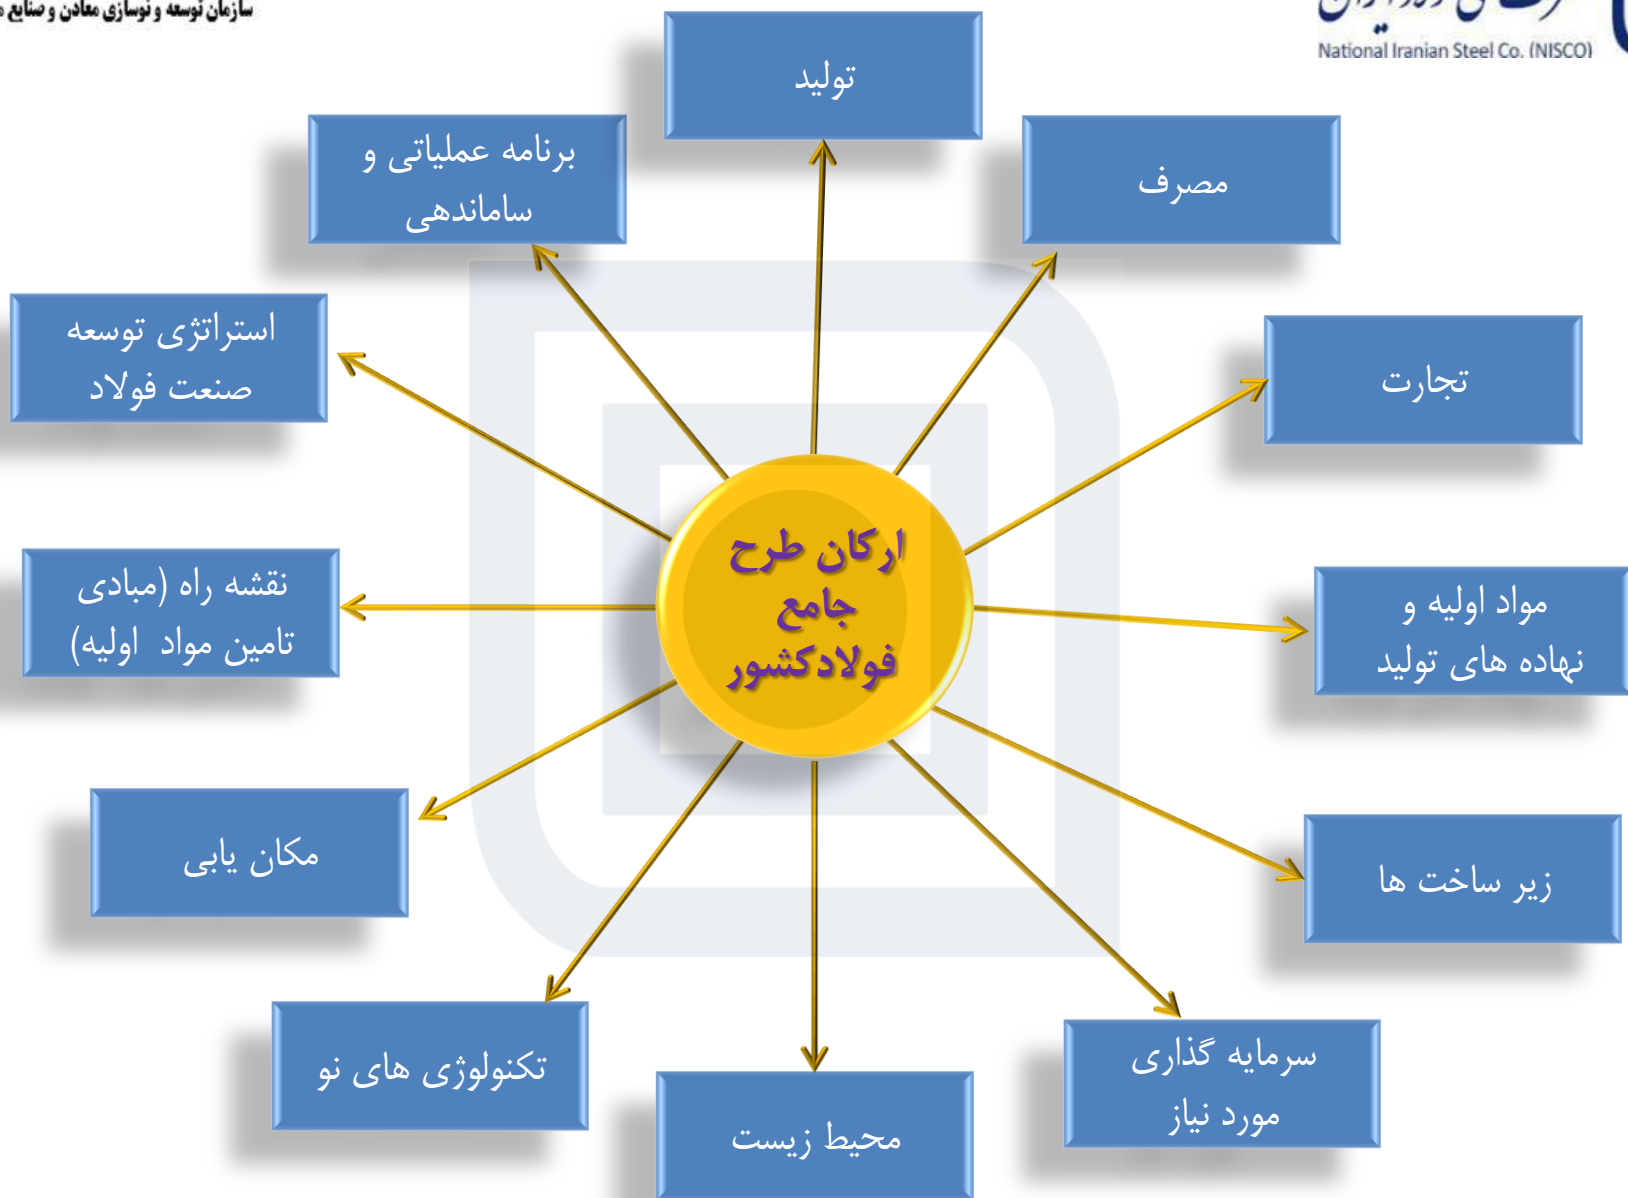 سازمان توسعه و نوسازی معادن و صنایع
National Iranian Steel Co. (NISCO)
تولید
مصرف
تجارت
مواد اولیه و
نهاده های تولید
زیر ساخت ها
سرمایه گذاری
مورد نیاز
محیط زیست
تکنولوژی های نو
مکان یابی
نقشه راه (مبادی
تامین مواد اولیه)
استراتژی توسعه
صنعت فولاد
برنامه عملیاتی و
ساماندهی
ارکان طرح
جامع
فولادکشور